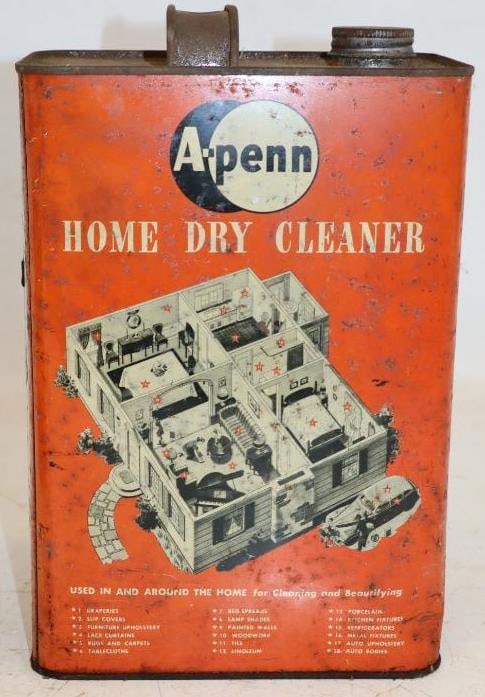 A-penn
HOME DRY CLEANER
USED IN AND AROUND THE HOME for Cleaning and Beautifying
★ 1. DRAPERIES
★ 2. SLIP COVERS
★ 3. FURNITURE UPHOLSTERY
★ 4. LACE CURTAINS
★ 5. RUGS AND CARPETS
★ 6. TABLECLOTHS
★ 7. BED SPREADS
★ 8. LAMP SHADES
★ 9. PAINTED WALLS
★ 10. WOODWORK
★ 11. TILE
★ 12. LINOLEUM
★ 13. PORCELAIN
★ 14. KITCHEN FIXTURES
★ 15. REFRIGERATORS
★ 16. METAL FIXTURES
★ 17. AUTO UPHOLSTERY
★ 18. AUTO BODIES